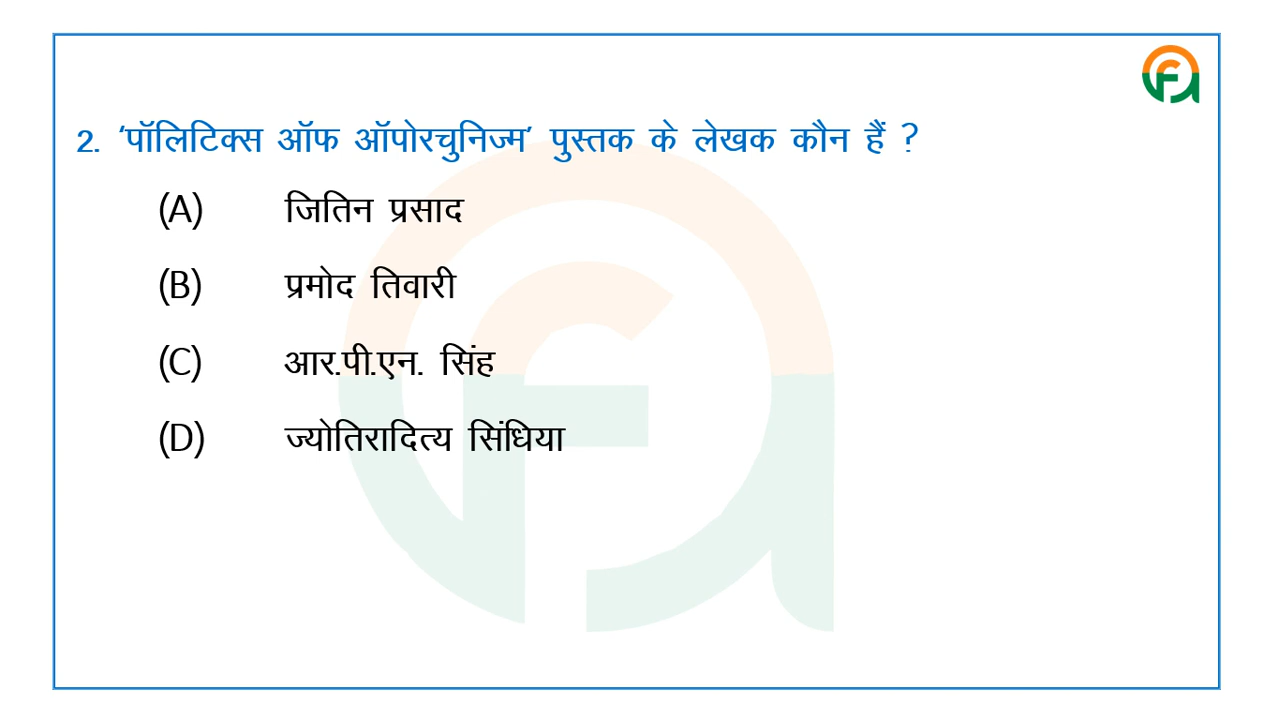 2. ‘पॉलिटिक्स ऑफ ऑपोरचुनिज्म’ पुस्तक के लेखक कौन हैं ?
(A) जितिन प्रसाद
(B) प्रमोद तिवारी
(C) आर.पी.एन. सिंह
(D) ज्योतिरादित्य सिंधिया